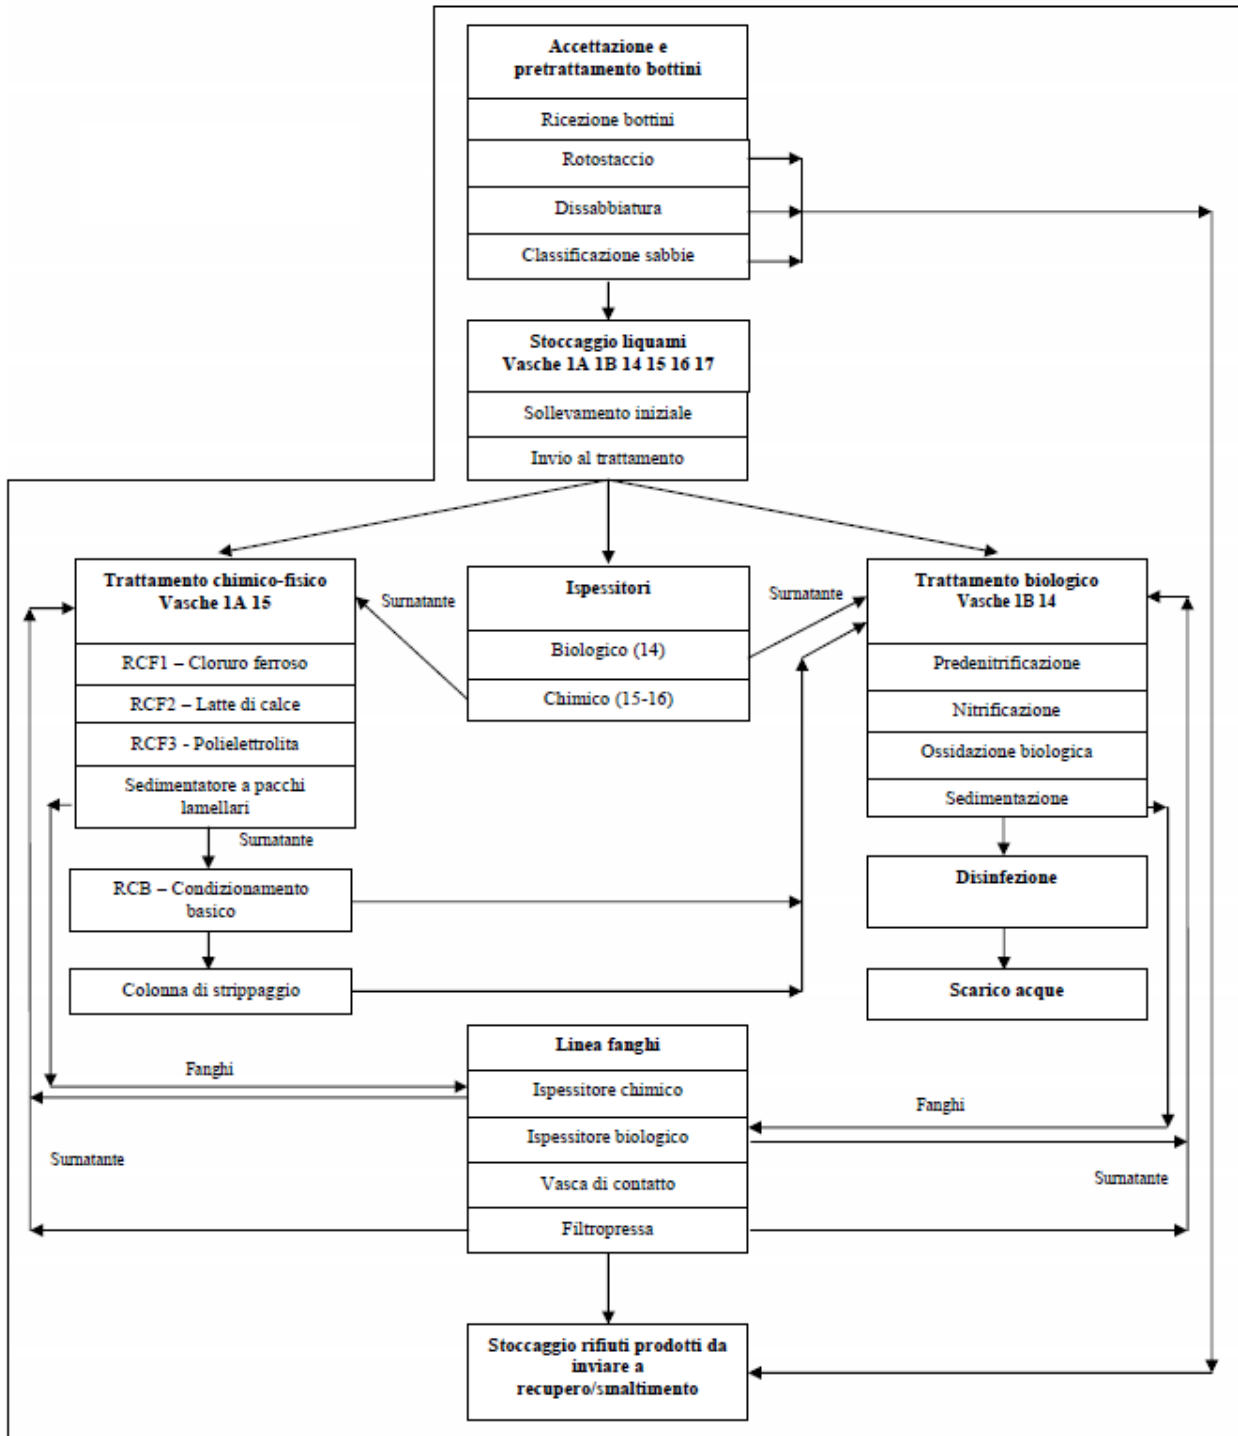 Accettazione e
pretrattamento bottini
Ricezione bottini
Rotostaccio
Dissabbiatura
Classificazione sabbie
Stoccaggio liquami
Vasche 1A 1B 14 15 16 17
Sollevamento iniziale
Invio al trattamento
Trattamento chimico-fisico
Vasche 1A 15
RCF1 – Cloruro ferroso
RCF2 – Latte di calce
RCF3 - Polielettrolita
Sedimentatore a pacchi
lamellari
Surnatante
Ispessitori
Biologico (14)
Chimico (15-16)
Surnatante
Trattamento biologico
Vasche 1B 14
Predenitrificazione
Nitrificazione
Ossidazione biologica
Sedimentazione
Surnatante
RCB – Condizionamento
basico
Colonna di strippaggio
Disinfezione
Scarico acque
Linea fanghi
Ispessitore chimico
Ispessitore biologico
Vasca di contatto
Filtropressa
Fanghi
Fanghi
Surnatante
Surnatante
Stoccaggio rifiuti prodotti da
inviare a
recupero/smaltimento